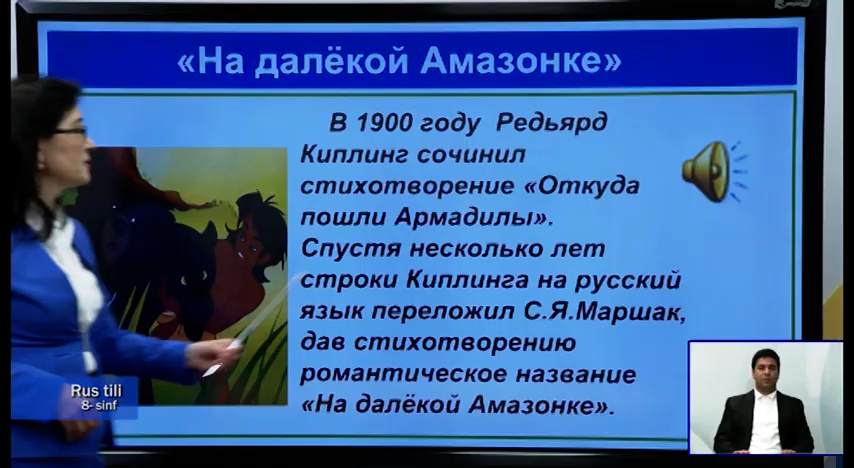 «На далёкой Амазонке»
В 1900 году Редьярд
Киплинг сочинил
стихотворение «Откуда
пошли Армадилы».
Спустя несколько лет
строки Киплинга на русский
язык переложил С.Я.Маршак,
дав стихотворению
романтическое название
«На далёкой Амазонке».
Rus tili
8- sinf